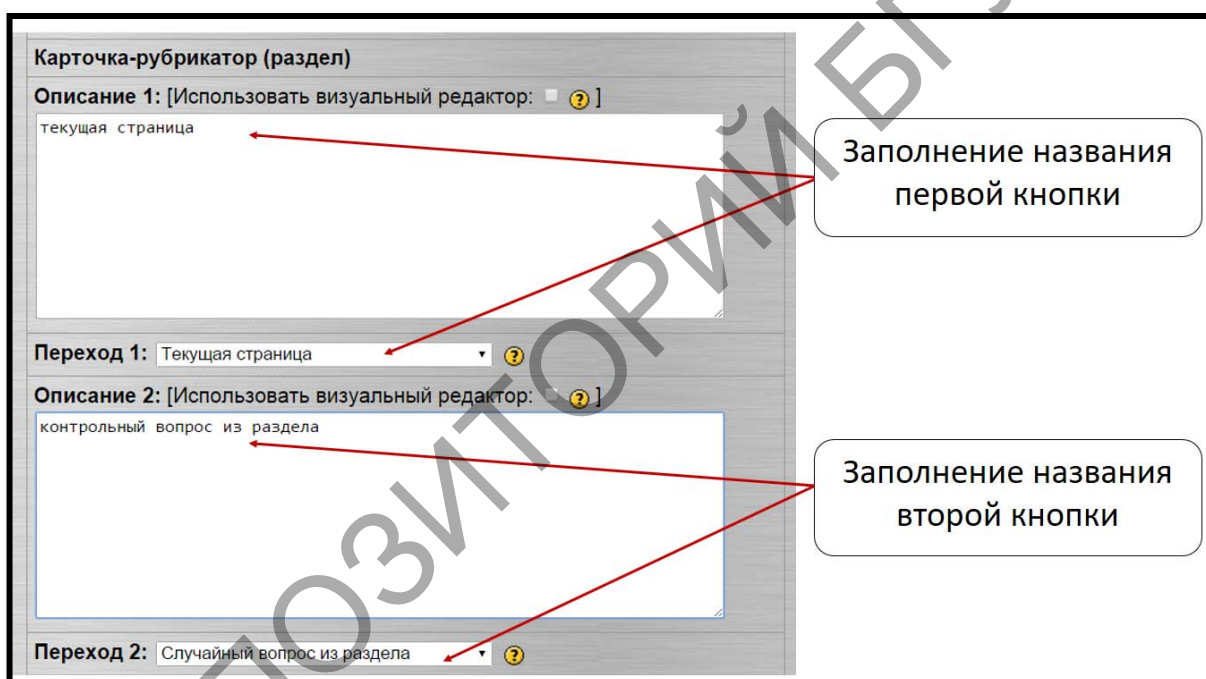 Карточка-рубрикатор (раздел)
Описание 1: [Использовать визуальный редактор: ? ]
текущая страница
Заполнение названия
первой кнопки
Переход 1: Текущая страница ?
Описание 2: [Использовать визуальный редактор: ? ]
контрольный вопрос из раздела
Заполнение названия
второй кнопки
Переход 2: Случайный вопрос из раздела ?